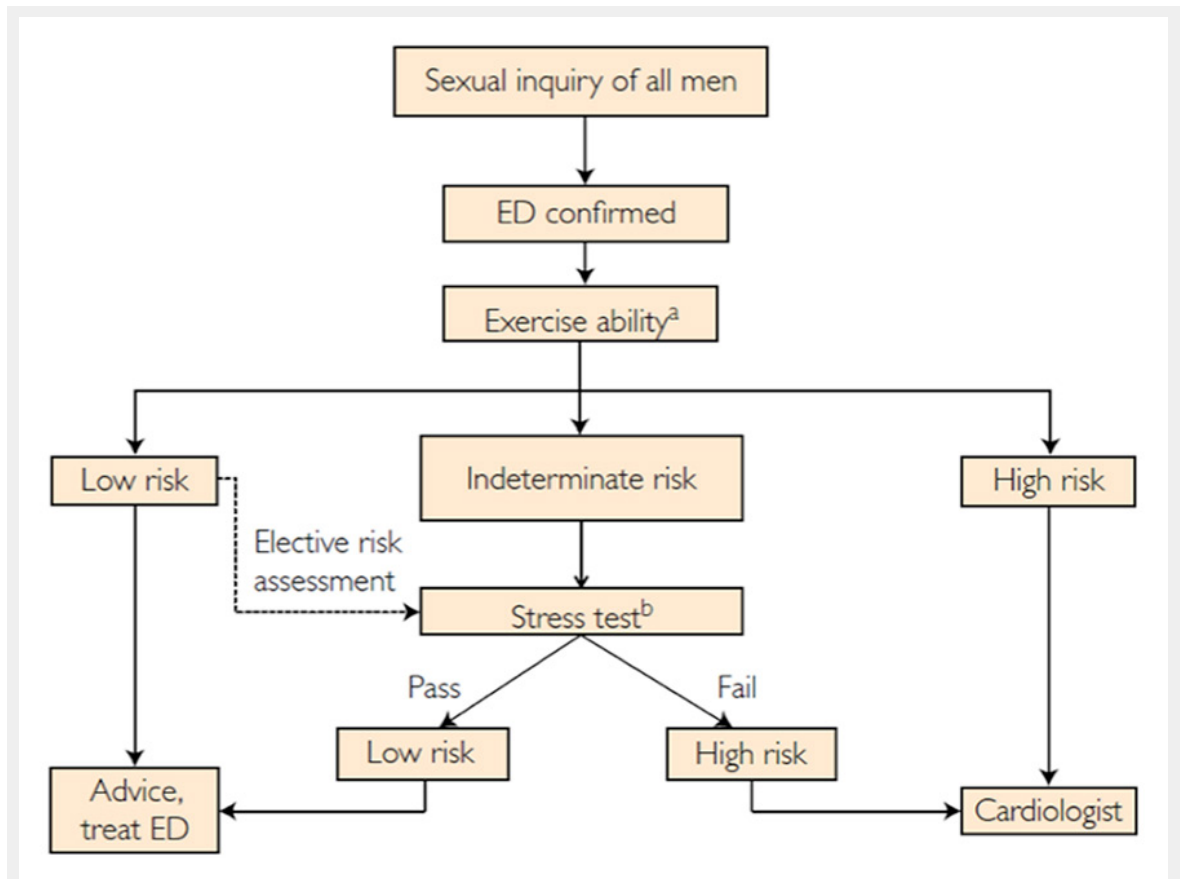 Sexual inquiry of all men
ED confirmed
Exercise abilityᵃ
Low risk
Indeterminate risk
High risk
Elective risk
assessment
Stress testᵇ
Pass
Fail
Low risk
High risk
Advice,
treat ED
Cardiologist